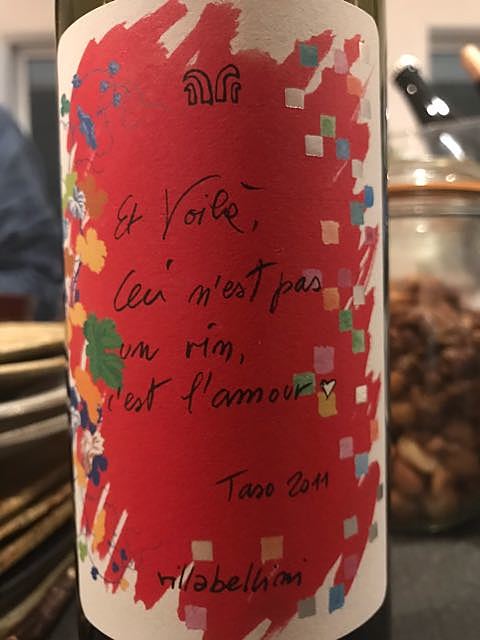 Et Voilà,
Ceci n'est pas
un vin,
c'est l'amour
Taso 2011
villabellini